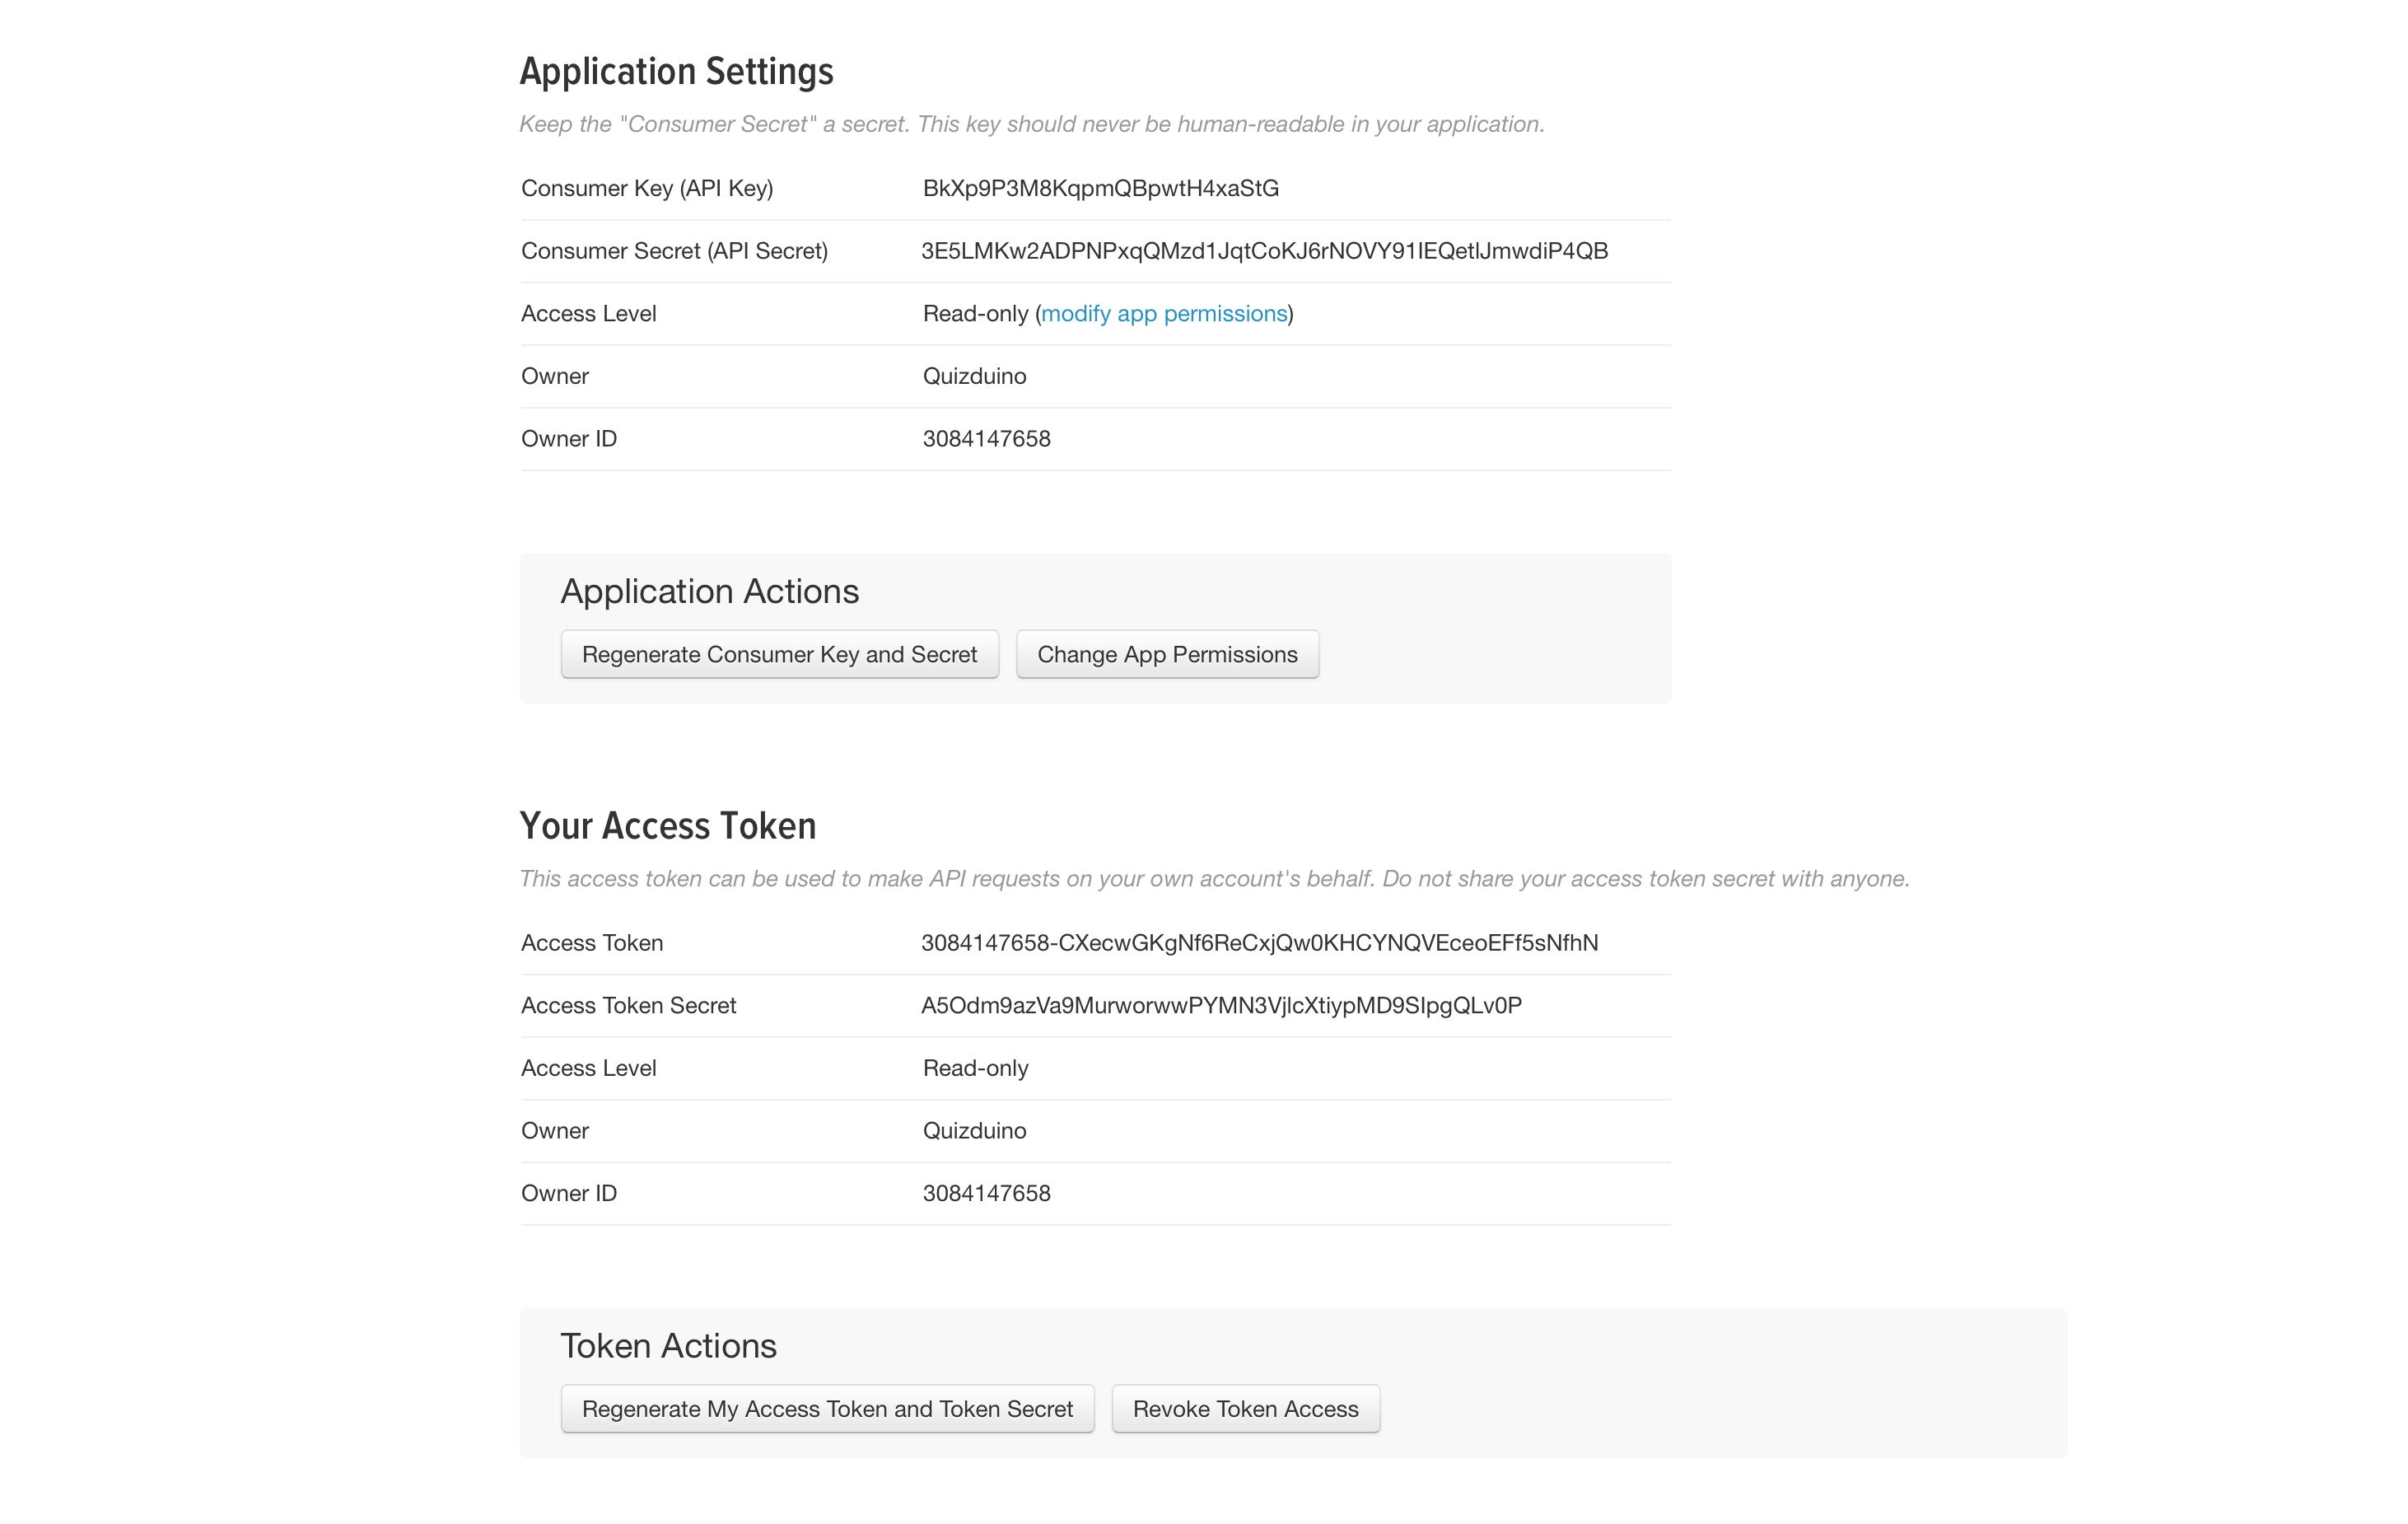 Application Settings
Keep the "Consumer Secret" a secret. This key should never be human-readable in your application.
Consumer Key (API Key) BkXp9P3M8KqpmQBpwtH4xaStG
Consumer Secret (API Secret) 3E5LMKw2ADPNPxqQMzd1JqtCoKJ6rNOVY91IEQetlJmwdiP4QB
Access Level Read-only (modify app permissions)
Owner Quizduino
Owner ID 3084147658
Application Actions
Regenerate Consumer Key and Secret Change App Permissions
Your Access Token
This access token can be used to make API requests on your own account's behalf. Do not share your access token secret with anyone.
Access Token 3084147658-CXecwGKgNf6ReCxjQw0KHCYNQVEceoEFf5sNfhN
Access Token Secret A5Odm9azVa9MurworwwPYMN3VjlcXtiypMD9SIpgQLv0P
Access Level Read-only
Owner Quizduino
Owner ID 3084147658
Token Actions
Regenerate My Access Token and Token Secret Revoke Token Access